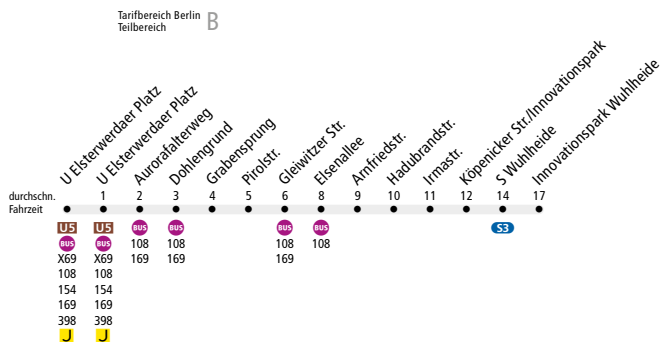 Tarifbereich Berlin
Teilbereich
B
U Elsterwerdaer Platz
U Elsterwerdaer Platz
Aurorafalterweg
Dohlengrund
Grabensprung
Pirolstr.
Gleiwitzer Str.
Elsenallee
Arnfriedstr.
Hadubrandstr.
Irmastr.
Köpenicker Str./Innovationspark
S Wuhlheide
Innovationspark Wuhlheide
durchschn. 1 2 3 4 5 6 8 9 10 11 12 14 17
Fahrzeit
U5 U5 BUS BUS BUS BUS S3
BUS BUS 108 108 108 108
X69 X69 169 169 169
108 108
154 154
169 169
398 398
J J